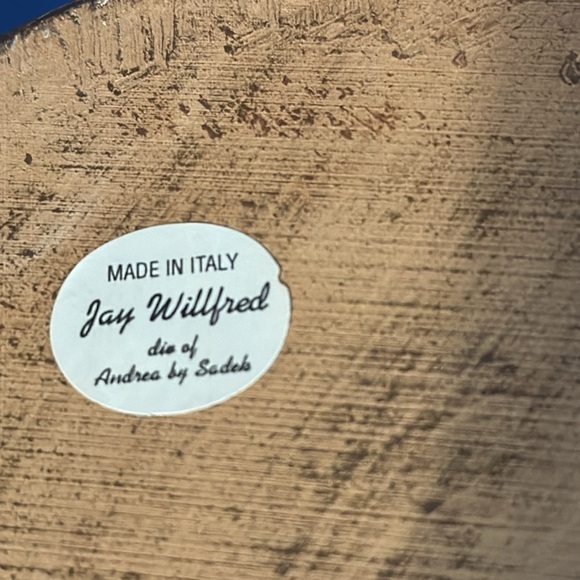 MADE IN ITALY
Jay Willfred
div of
Andrea by Sadek